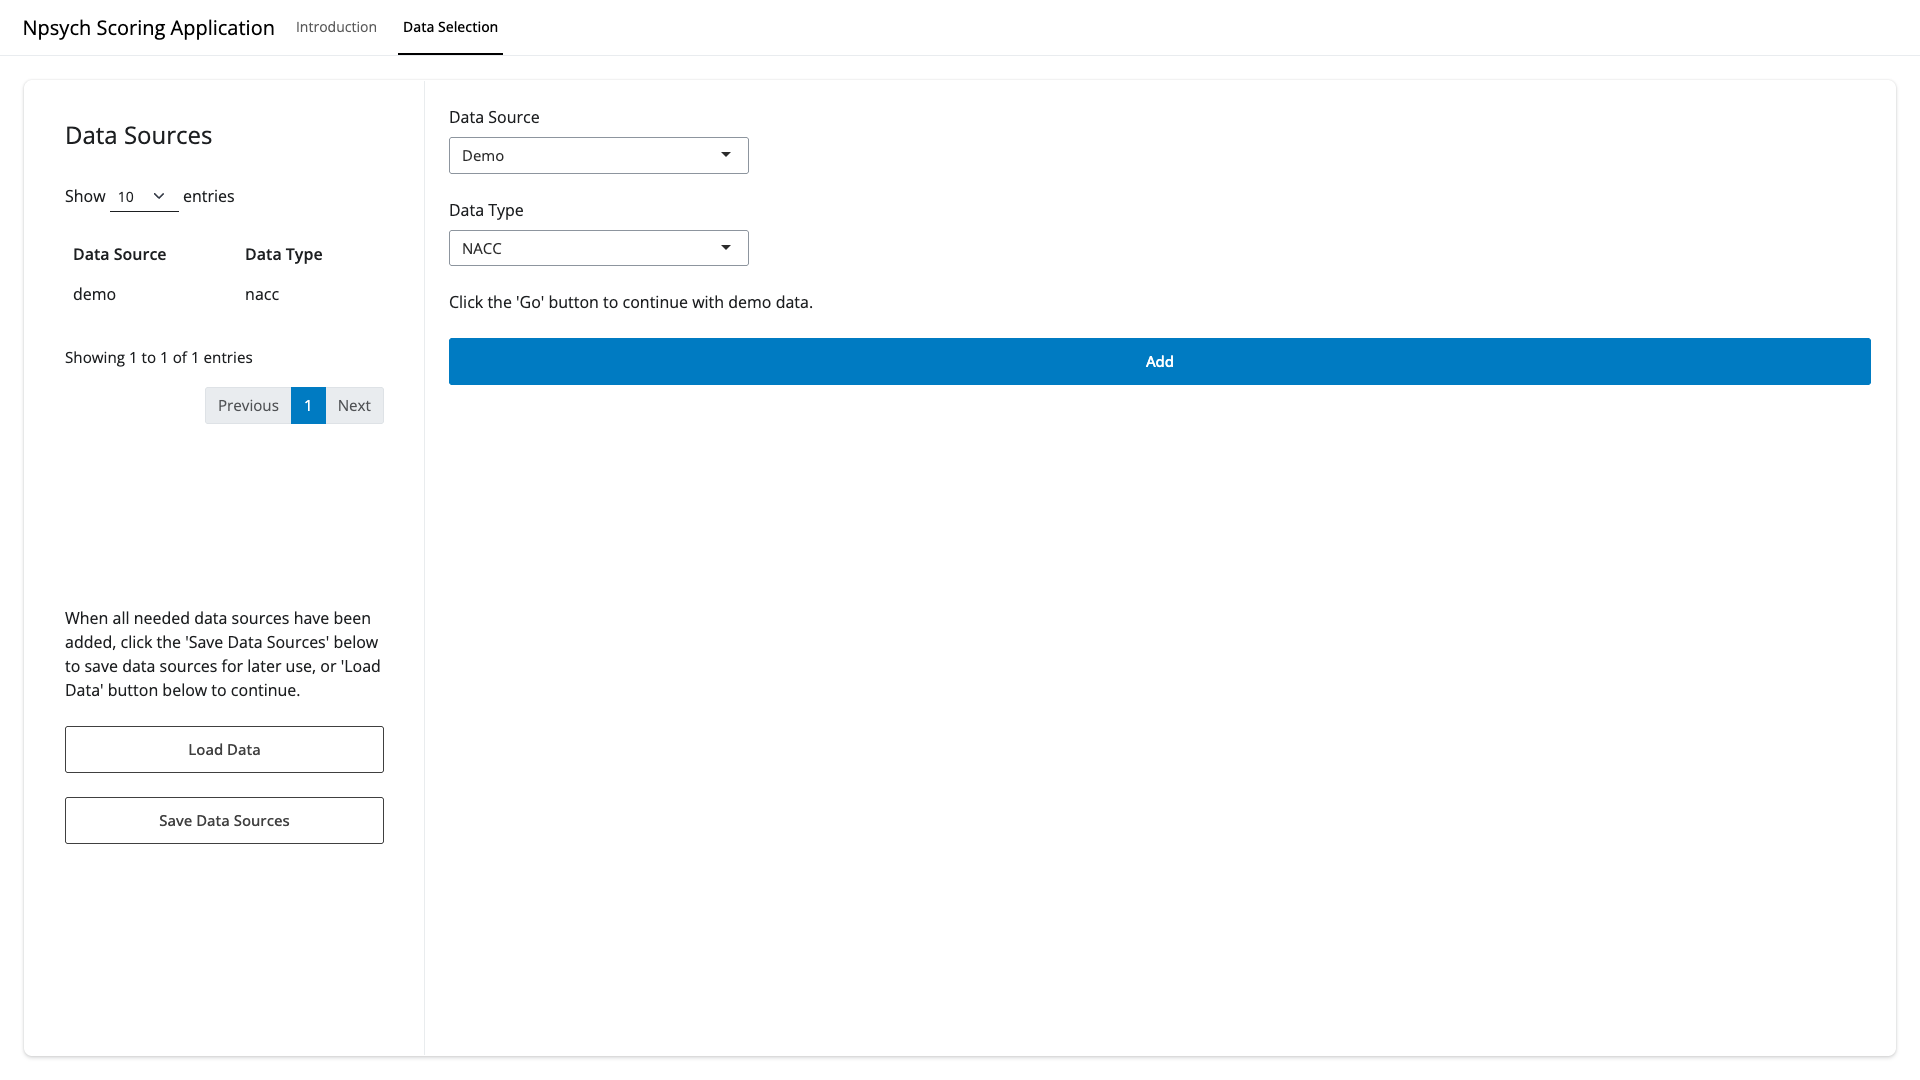 Npsych Scoring Application Introduction Data Selection
Data Sources
Show 10 entries
Data Source Data Type
demo nacc
Showing 1 to 1 of 1 entries
Previous 1 Next
When all needed data sources have been
added, click the 'Save Data Sources' below
to save data sources for later use, or 'Load
Data' button below to continue.
Load Data
Save Data Sources
Data Source
Demo
Data Type
NACC
Click the 'Go' button to continue with demo data.
Add